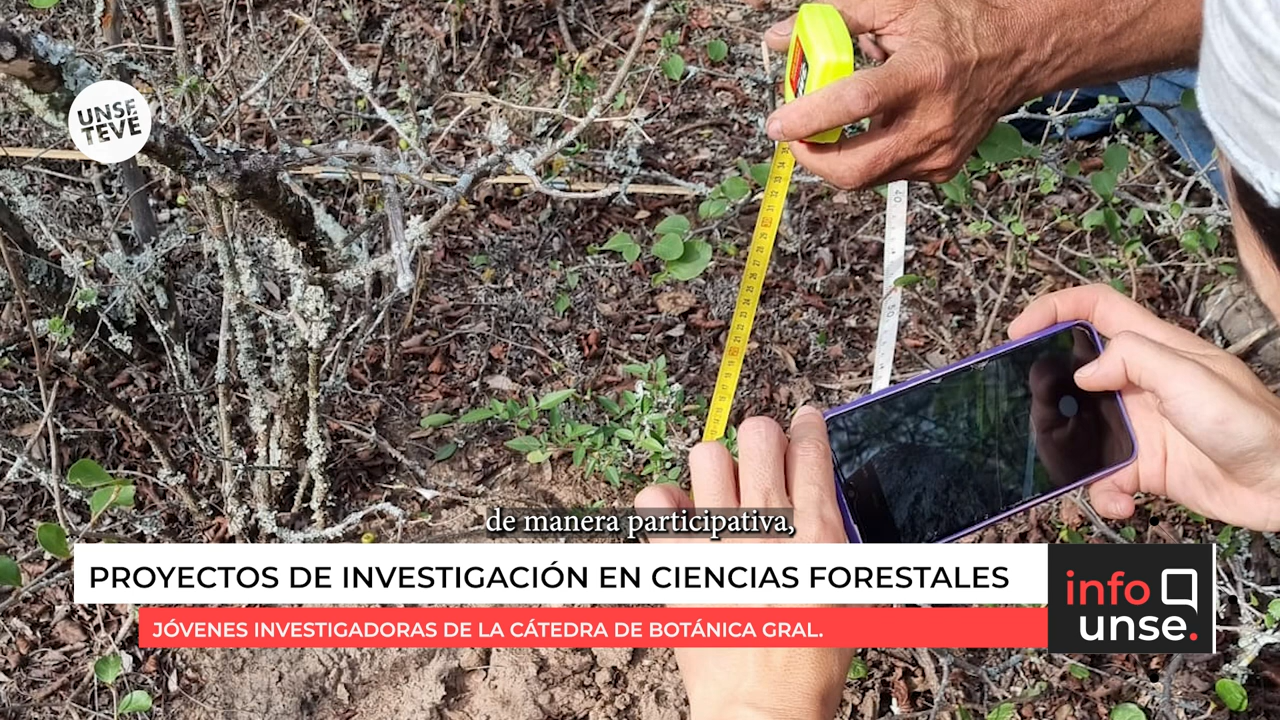 UNSE
TEVE
40
de manera participativa,
PROYECTOS DE INVESTIGACIÓN EN CIENCIAS FORESTALES
JÓVENES INVESTIGADORAS DE LA CÁTEDRA DE BOTÁNICA GRAL.
info
unse.